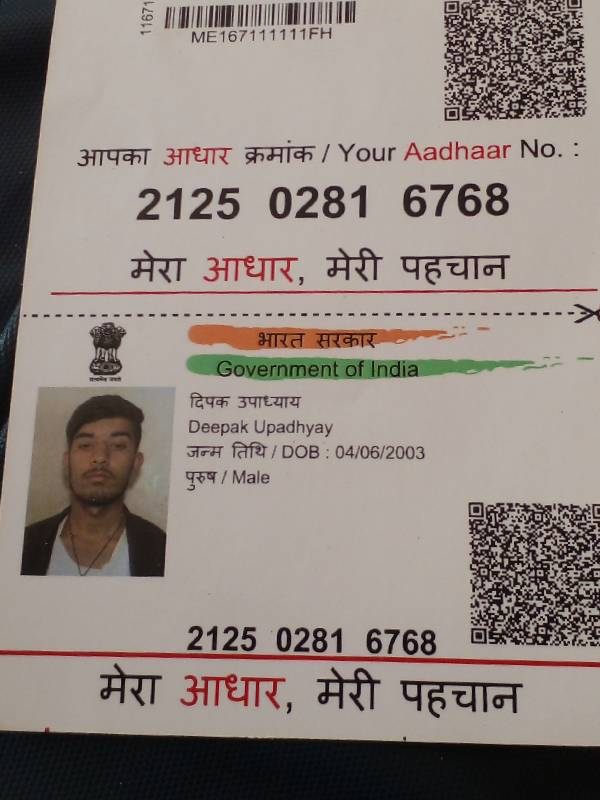 11671
ME167111111FH
आपका आधार क्रमांक / Your Aadhaar No. :
2125 0281 6768
मेरा आधार, मेरी पहचान
भारत सरकार
Government of India
सत्यमेव जयते
दिपक उपाध्याय
Deepak Upadhyay
जन्म तिथि / DOB : 04/06/2003
पुरुष / Male
2125 0281 6768
मेरा आधार, मेरी पहचान